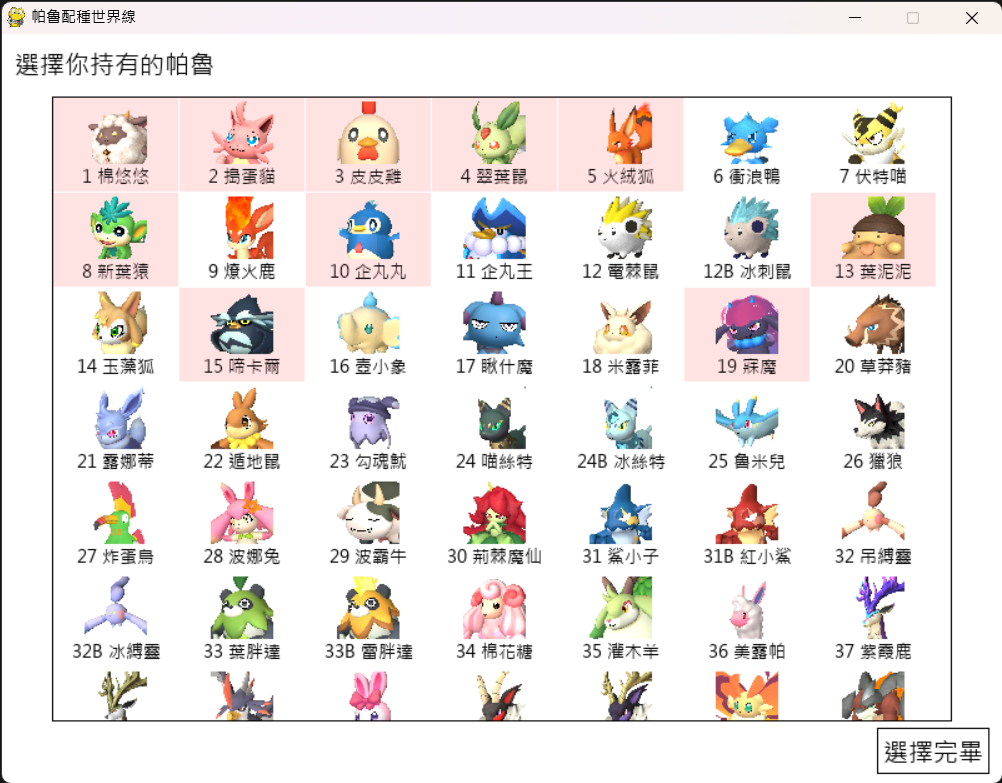 帕魯配種世界線
選擇你持有的帕魯
1 棉悠悠 2 搗蛋貓 3 皮皮雞 4 翠葉鼠 5 火絨狐 6 衝浪鴨 7 伏特喵
8 新葉猿 9 燎火鹿 10 企丸丸 11 企丸王 12 電棘鼠 12B 冰刺鼠 13 葉泥泥
14 玉藻狐 15 啼卡爾 16 壺小象 17 瞅什魔 18 米露菲 19 寐魔 20 草莽豬
21 露娜蒂 22 遁地鼠 23 勾魂魷 24 喵絲特 24B 冰絲特 25 魯米兒 26 獵狼
27 炸蛋鳥 28 波娜兔 29 波霸牛 30 荊棘魔仙 31 鯊小子 31B 紅小鯊 32 吊縛靈
32B 冰縛靈 33 葉胖達 33B 雷胖達 34 棉花糖 35 灌木羊 36 美露帕 37 紫霞鹿
選擇完畢